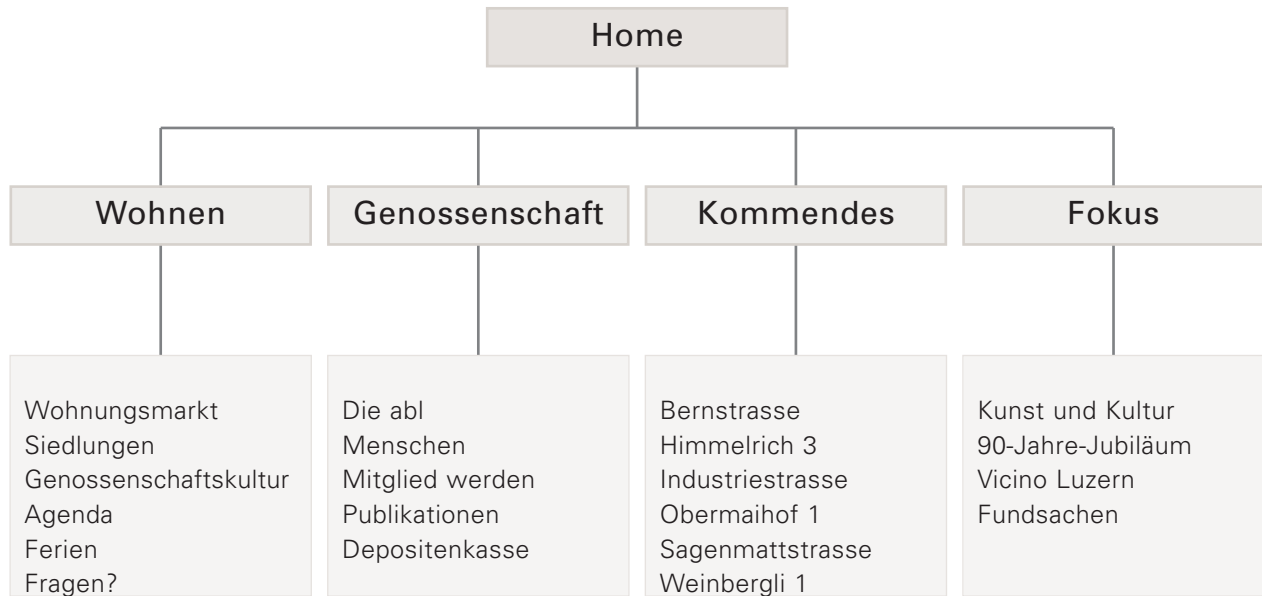 Home
Wohnen
Genossenschaft
Kommendes
Fokus
Wohnungsmarkt
Siedlungen
Genossenschaftskultur
Agenda
Ferien
Fragen?
Die abl
Menschen
Mitglied werden
Publikationen
Depositenkasse
Bernstrasse
Himmelrich 3
Industriestrasse
Obermaihof 1
Sagenmattstrasse
Weinbergli 1
Kunst und Kultur
90-Jahre-Jubiläum
Vicino Luzern
Fundsachen